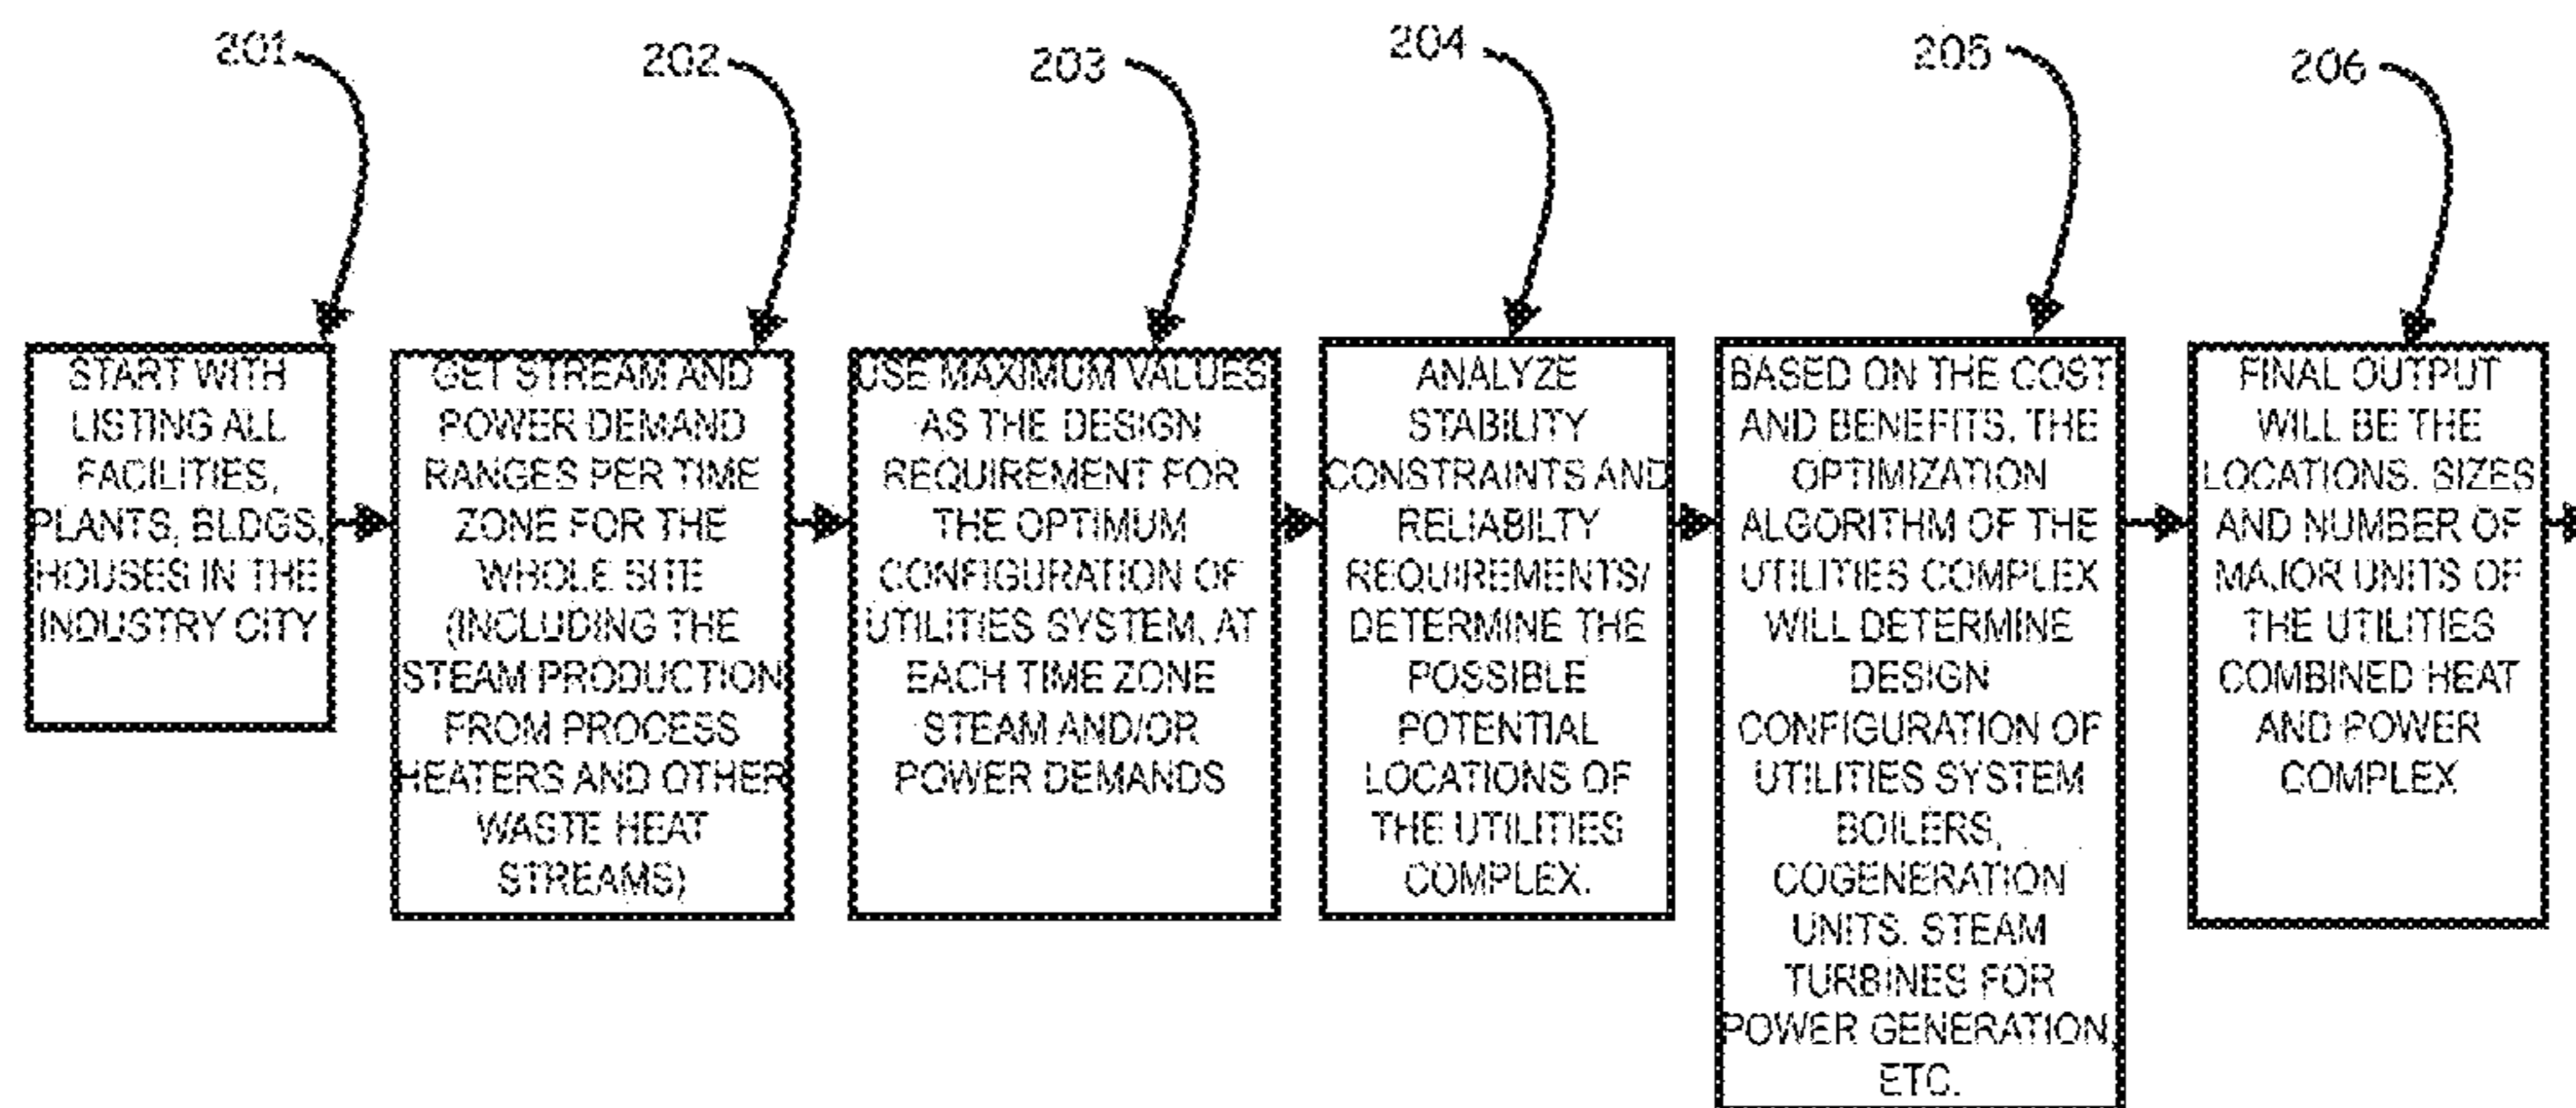 201
202
203
204
205
206
START WITH
LISTING ALL
FACILITIES,
PLANTS, BLDGS,
HOUSES IN THE
INDUSTRY CITY
GET STREAM AND
POWER DEMAND
RANGES PER TIME
ZONE FOR THE
WHOLE SITE
(INCLUDING THE
STEAM PRODUCTION
FROM PROCESS
HEATERS AND OTHER
WASTE HEAT
STREAMS)
USE MAXIMUM VALUES
AS THE DESIGN
REQUIREMENT FOR
THE OPTIMUM
CONFIGURATION OF
UTILITIES SYSTEM, AT
EACH TIME ZONE
STEAM AND/OR
POWER DEMANDS
ANALYZE
STABILITY
CONSTRAINTS AND
RELIABILTY
REQUIREMENTS/
DETERMINE THE
POSSIBLE
POTENTIAL
LOCATIONS OF
THE UTILITIES
COMPLEX.
BASED ON THE COST
AND BENEFITS, THE
OPTIMIZATION
ALGORITHM OF THE
UTILITIES COMPLEX
WILL DETERMINE
DESIGN
CONFIGURATION OF
UTILITIES SYSTEM
BOILERS,
COGENERATION
UNITS. STEAM
TURBINES FOR
POWER GENERATION,
ETC.
FINAL OUTPUT
WILL BE THE
LOCATIONS. SIZES
AND NUMBER OF
MAJOR UNITS OF
THE UTILITIES
COMBINED HEAT
AND POWER
COMPLEX